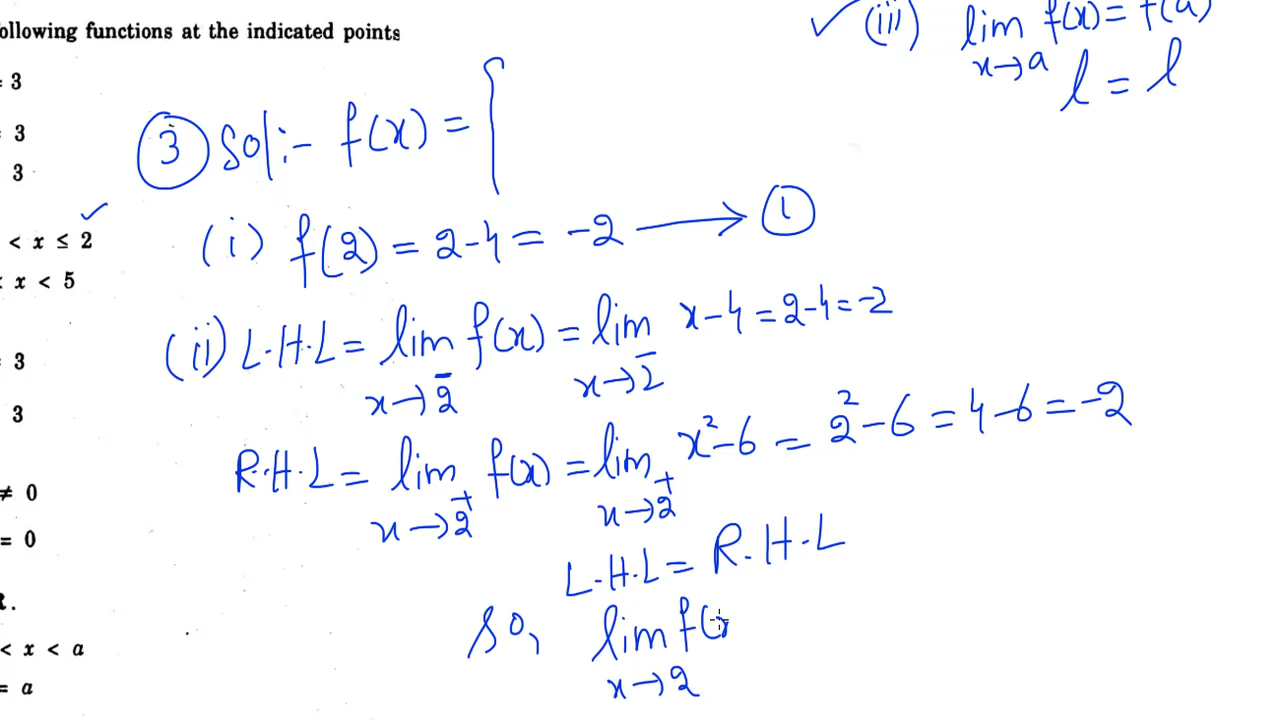 ollowing functions at the indicated points
(iii) lim f(x) = f(a)
x→a
l = l
= 3
= 3
3
③ Sol:- f(x) = {
< x ≤ 2 ✓
(i) f(2) = 2-4 = -2 → ①
x < 5
(ii) L.H.L = lim f(x) = lim x-4 = 2-4 = -2
x→2⁻ x→2⁻
= 3
3
R.H.L = lim f(x) = lim x²-6 = 2²-6 = 4-6 = -2
x→2⁺ x→2⁺
≠ 0
= 0
L.H.L = R.H.L
R.
So, lim f(
x→2
< x < a
= a